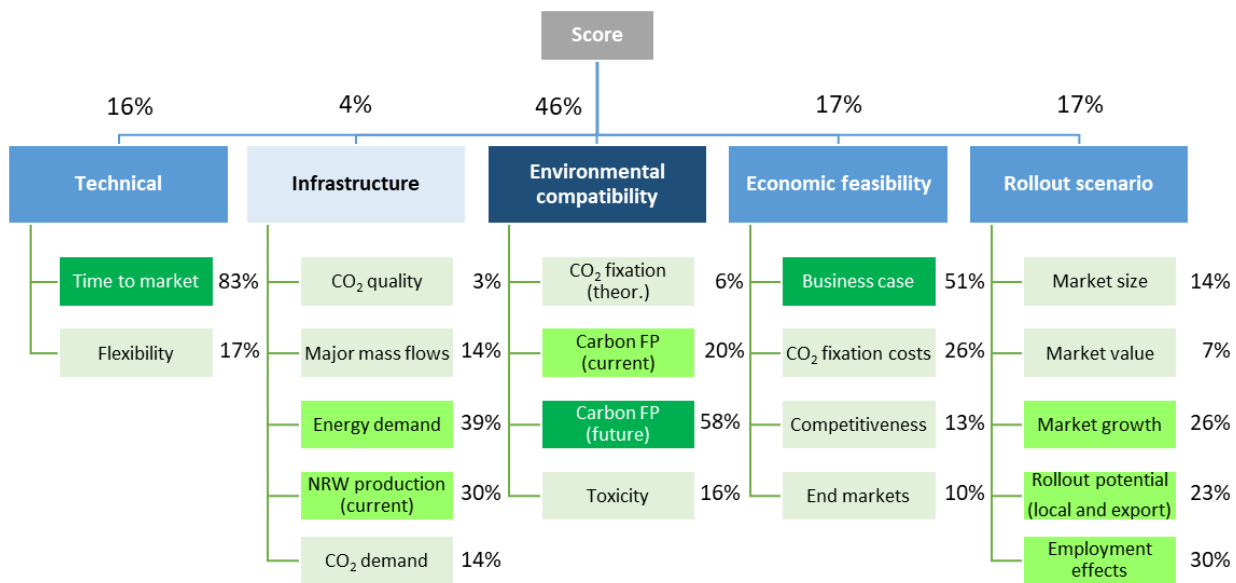 Score
16%
4%
46%
17%
17%
Technical
Infrastructure
Environmental
compatibility
Economic feasibility
Rollout scenario
Time to market
83%
Flexibility
17%
CO₂ quality
3%
Major mass flows
14%
Energy demand
39%
NRW production
(current)
30%
CO₂ demand
14%
CO₂ fixation
(theor.)
6%
Carbon FP
(current)
20%
Carbon FP
(future)
58%
Toxicity
16%
Business case
51%
CO₂ fixation costs
26%
Competitiveness
13%
End markets
10%
Market size
14%
Market value
7%
Market growth
26%
Rollout potential
(local and export)
23%
Employment
effects
30%